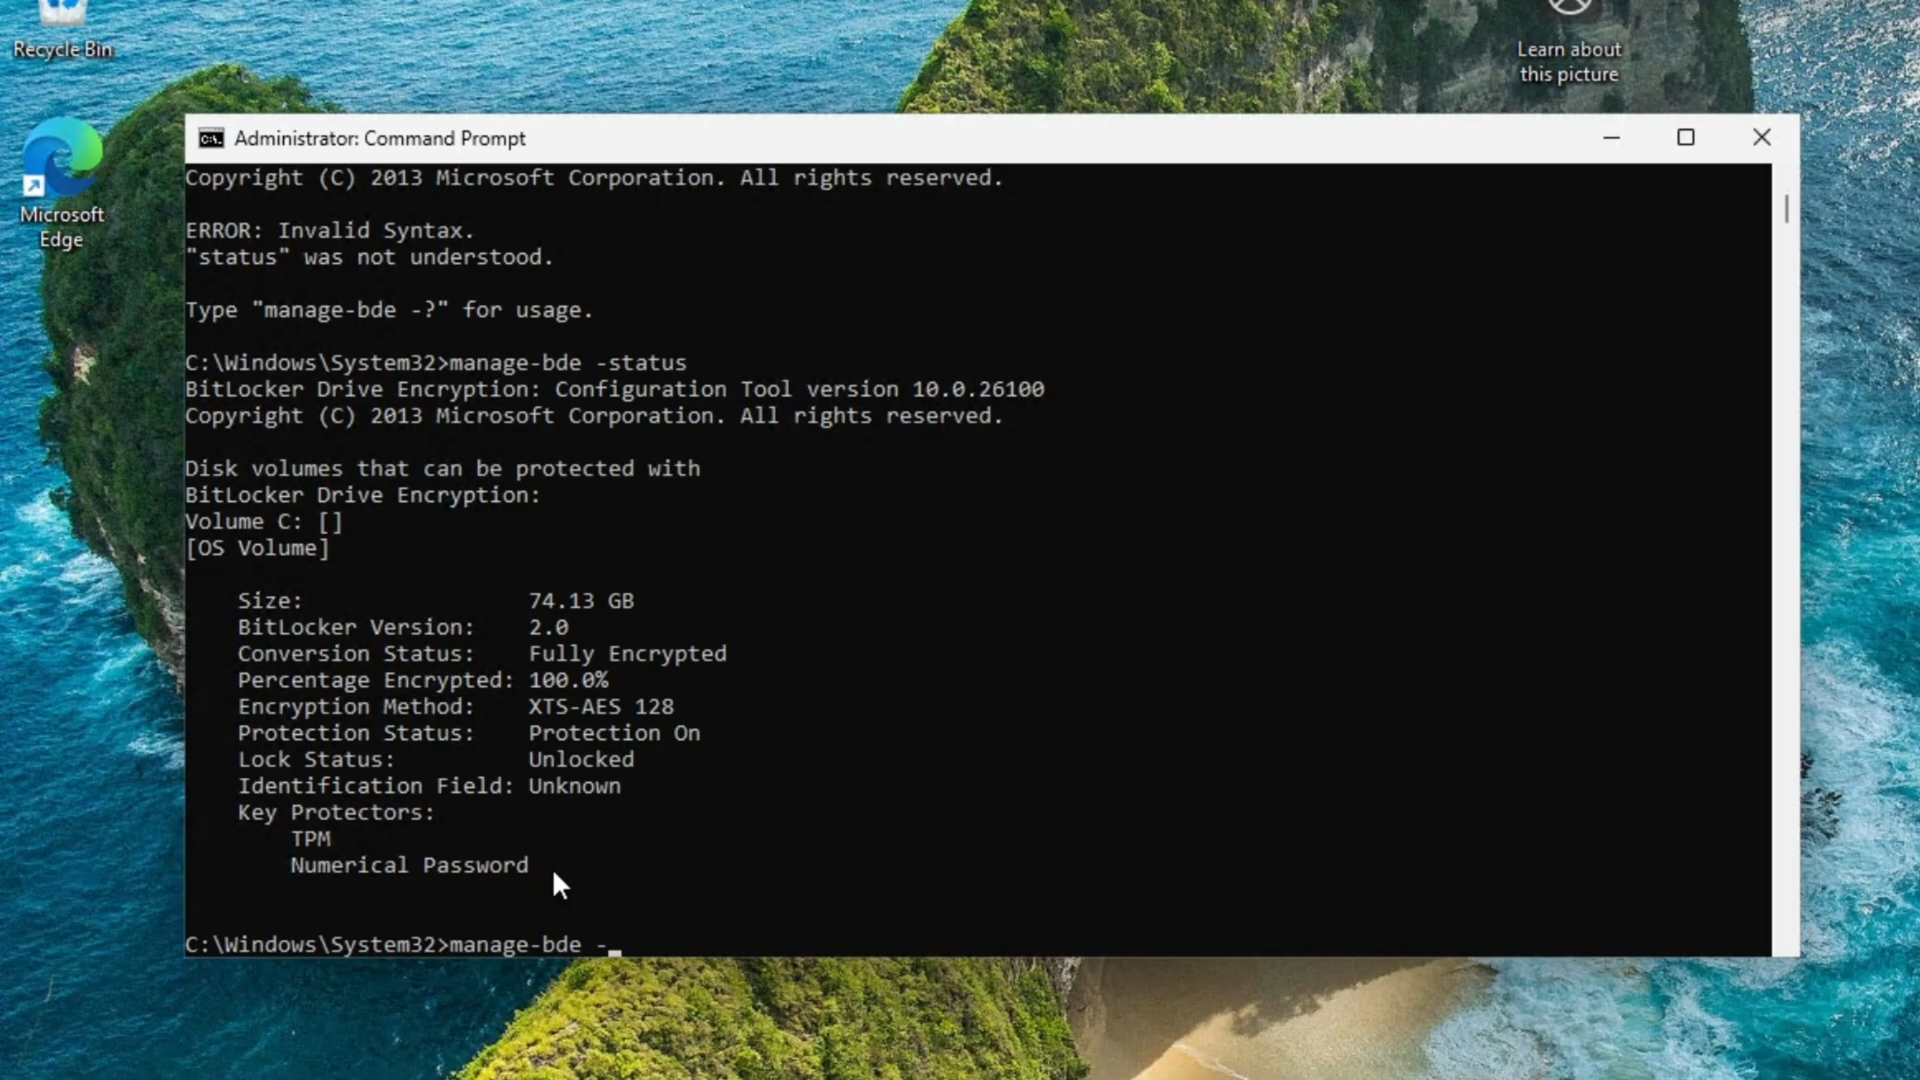 Recycle Bin
Learn about
this picture
Microsoft
Edge
C:\.
Administrator: Command Prompt
Copyright (C) 2013 Microsoft Corporation. All rights reserved.
ERROR: Invalid Syntax.
"status" was not understood.
Type "manage-bde -?" for usage.
C:\Windows\System32>manage-bde -status
BitLocker Drive Encryption: Configuration Tool version 10.0.26100
Copyright (C) 2013 Microsoft Corporation. All rights reserved.
Disk volumes that can be protected with
BitLocker Drive Encryption:
Volume C: []
[OS Volume]
Size: 74.13 GB
BitLocker Version: 2.0
Conversion Status: Fully Encrypted
Percentage Encrypted: 100.0%
Encryption Method: XTS-AES 128
Protection Status: Protection On
Lock Status: Unlocked
Identification Field: Unknown
Key Protectors:
TPM
Numerical Password
C:\Windows\System32>manage-bde -_